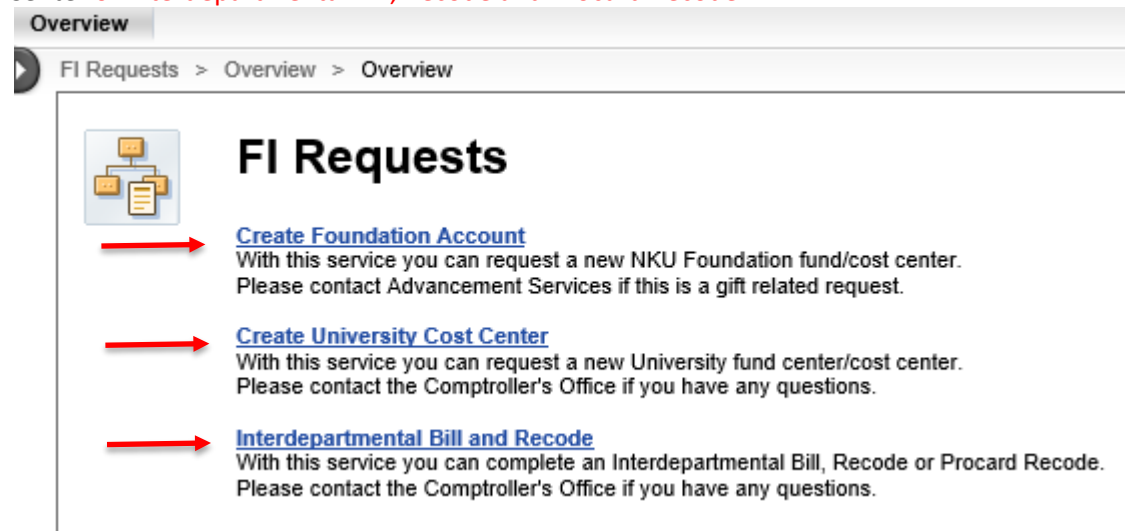 Overview
FI Requests > Overview > Overview
FI Requests
Create Foundation Account
With this service you can request a new NKU Foundation fund/cost center.
Please contact Advancement Services if this is a gift related request.
Create University Cost Center
With this service you can request a new University fund center/cost center.
Please contact the Comptroller's Office if you have any questions.
Interdepartmental Bill and Recode
With this service you can complete an Interdepartmental Bill, Recode or Procard Recode.
Please contact the Comptroller's Office if you have any questions.